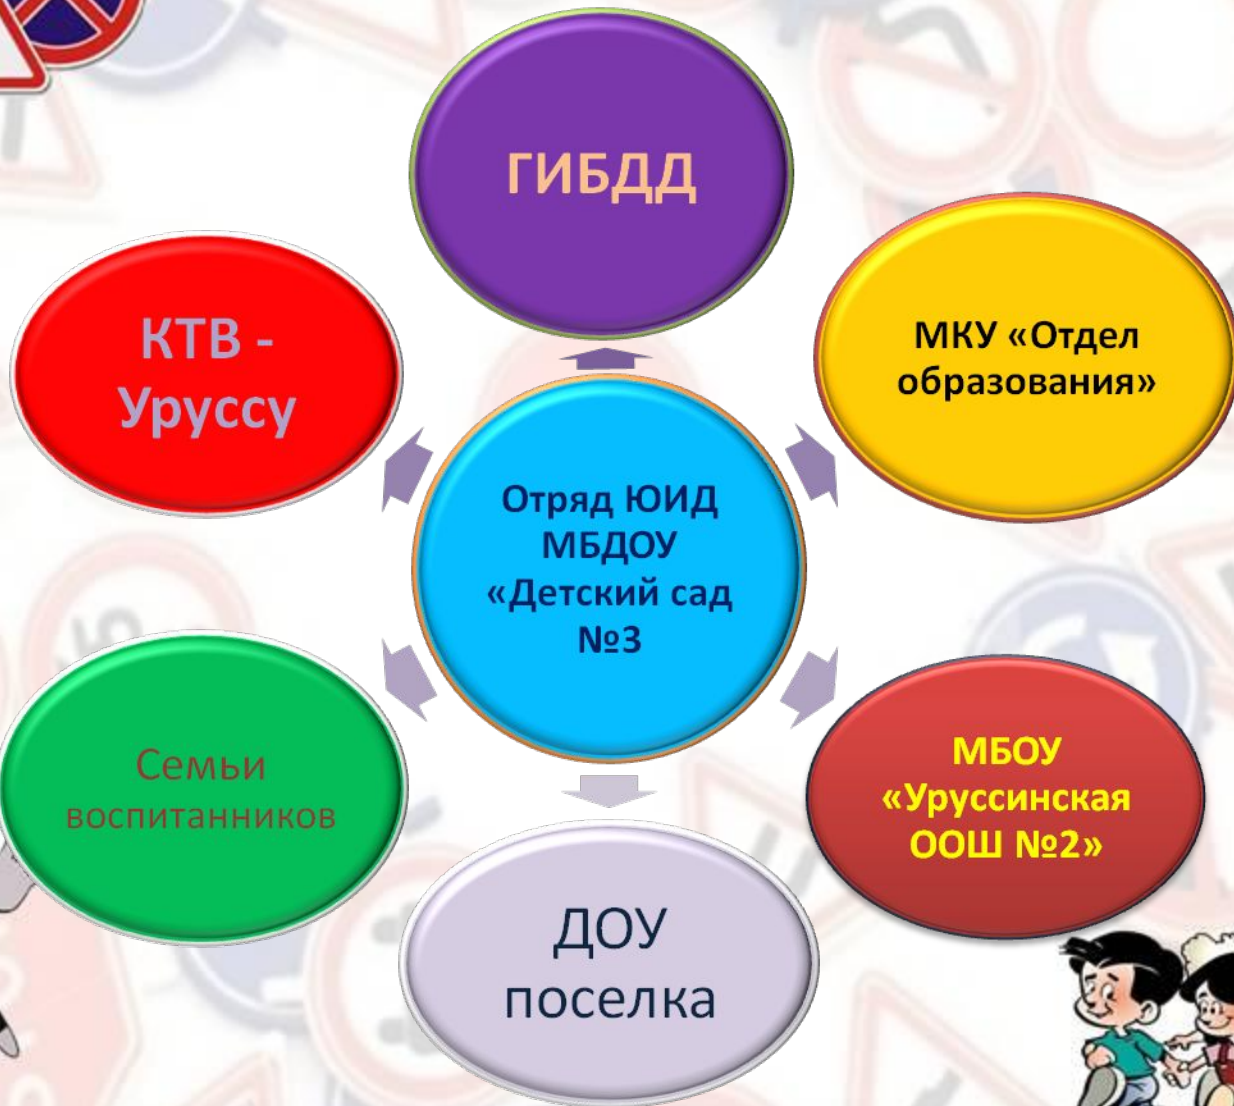 ГИБДД
КТВ -
Уруссу
МКУ «Отдел
образования»
Отряд ЮИД
МБДОУ
«Детский сад
№3
Семьи
воспитанников
МБОУ
«Уруссинская
ООШ №2»
ДОУ
поселка